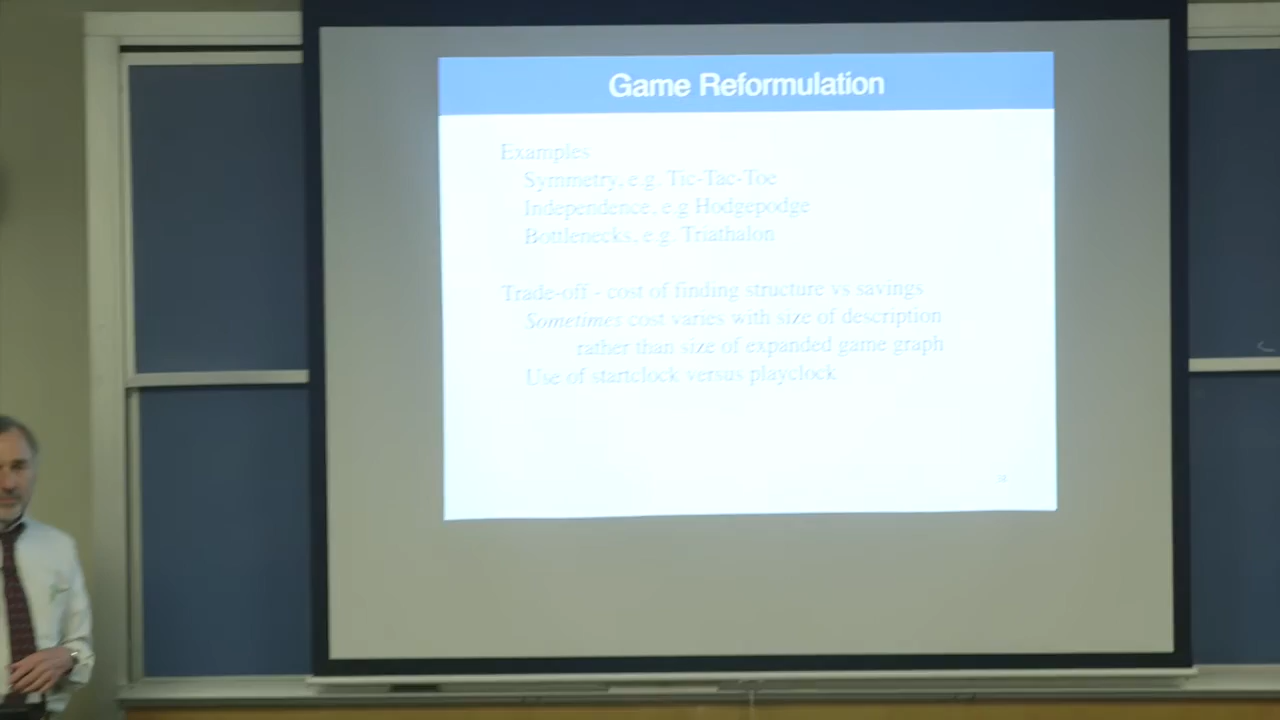 Game Reformulation
Examples
Symmetry, e.g. Tic-Tac-Toe
Independence, e.g Hodgepodge
Bottlenecks, e.g. Triathalon
Trade-off - cost of finding structure vs savings
Sometimes cost varies with size of description
rather than size of expanded game graph
Use of startclock versus playclock